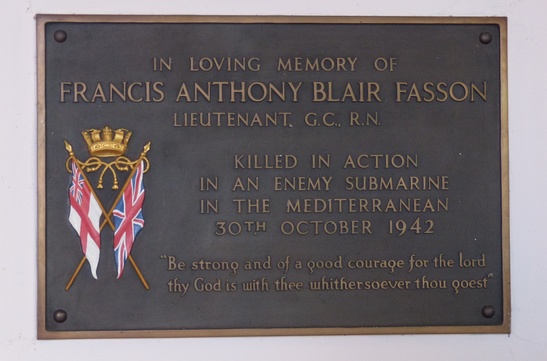 IN LOVING MEMORY OF
FRANCIS ANTHONY BLAIR FASSON
LIEUTENANT, G.C., R.N.
KILLED IN ACTION
IN AN ENEMY SUBMARINE
IN THE MEDITERRANEAN
30TH OCTOBER 1942
"Be strong and of a good courage for the lord
thy God is with thee whithersoever thou goest"